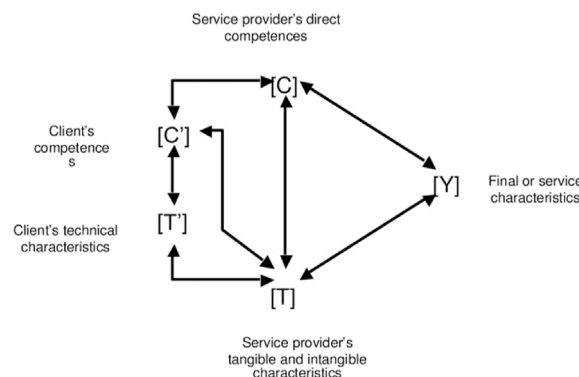 Service provider's direct
competences
[C]
Client's
competence
s
[C']
[Y]
Final or service
characteristics
Client's technical
characteristics
[T']
[T]
Service provider's
tangible and intangible
characteristics